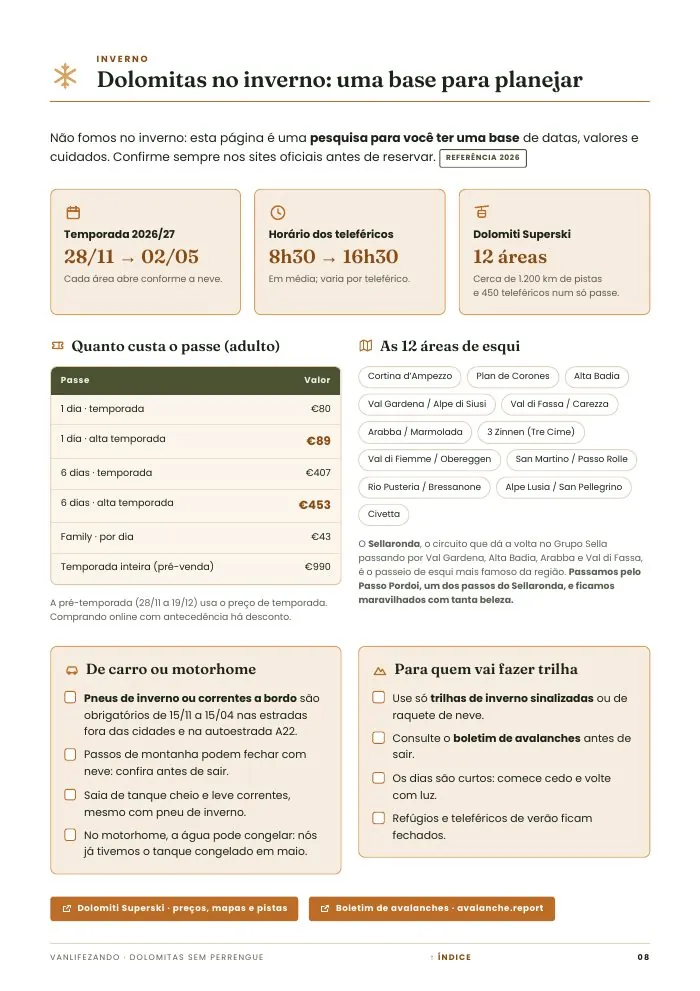 INVERNO
Dolomitas no inverno: uma base para planejar
Não fomos no inverno: esta página é uma pesquisa para você ter uma base de datas, valores e
cuidados. Confirme sempre nos sites oficiais antes de reservar. REFERÊNCIA 2026
Temporada 2026/27
28/11 → 02/05
Cada área abre conforme a neve.
Horário dos teleféricos
8h30 → 16h30
Em média; varia por teleférico.
Dolomiti Superski
12 áreas
Cerca de 1.200 km de pistas
e 450 teleféricos num só passe.
Quanto custa o passe (adulto)
Passe Valor
1 dia · temporada €80
1 dia · alta temporada €89
6 dias · temporada €407
6 dias · alta temporada €453
Family · por dia €43
Temporada inteira (pré-venda) €990
A pré-temporada (28/11 a 19/12) usa o preço de temporada.
Comprando online com antecedência há desconto.
As 12 áreas de esqui
Cortina d'Ampezzo Plan de Corones Alta Badia
Val Gardena / Alpe di Siusi Val di Fassa / Carezza
Arabba / Marmolada 3 Zinnen (Tre Cime)
Val di Fiemme / Obereggen San Martino / Passo Rolle
Rio Pusteria / Bressanone Alpe Lusia / San Pellegrino
Civetta
O Sellaronda, o circuito que dá a volta no Grupo Sella
passando por Val Gardena, Alta Badia, Arabba e Val di Fassa,
é o passeio de esqui mais famoso da região. Passamos pelo
Passo Pordoi, um dos passos do Sellaronda, e ficamos
maravilhados com tanta beleza.
De carro ou motorhome
Pneus de inverno ou correntes a bordo são
obrigatórios de 15/11 a 15/04 nas estradas
fora das cidades e na autoestrada A22.
Passos de montanha podem fechar com
neve: confira antes de sair.
Saia de tanque cheio e leve correntes,
mesmo com pneu de inverno.
No motorhome, a água pode congelar: nós
já tivemos o tanque congelado em maio.
Para quem vai fazer trilha
Use só trilhas de inverno sinalizadas ou de
raquete de neve.
Consulte o boletim de avalanches antes de
sair.
Os dias são curtos: comece cedo e volte
com luz.
Refúgios e teleféricos de verão ficam
fechados.
Dolomiti Superski · preços, mapas e pistas
Boletim de avalanches · avalanche.report
VANLIFEZANDO · DOLOMITAS SEM PERRENGUE ↑ ÍNDICE 08